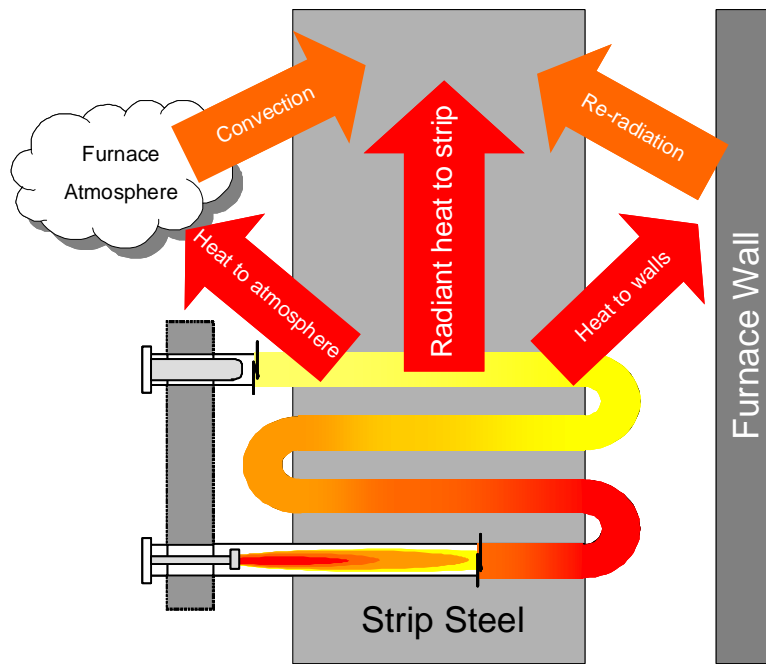 Convection
Re-radiation
Furnace
Atmosphere
Radiant heat to strip
Heat to atmosphere
Heat to walls
Furnace Wall
Strip Steel